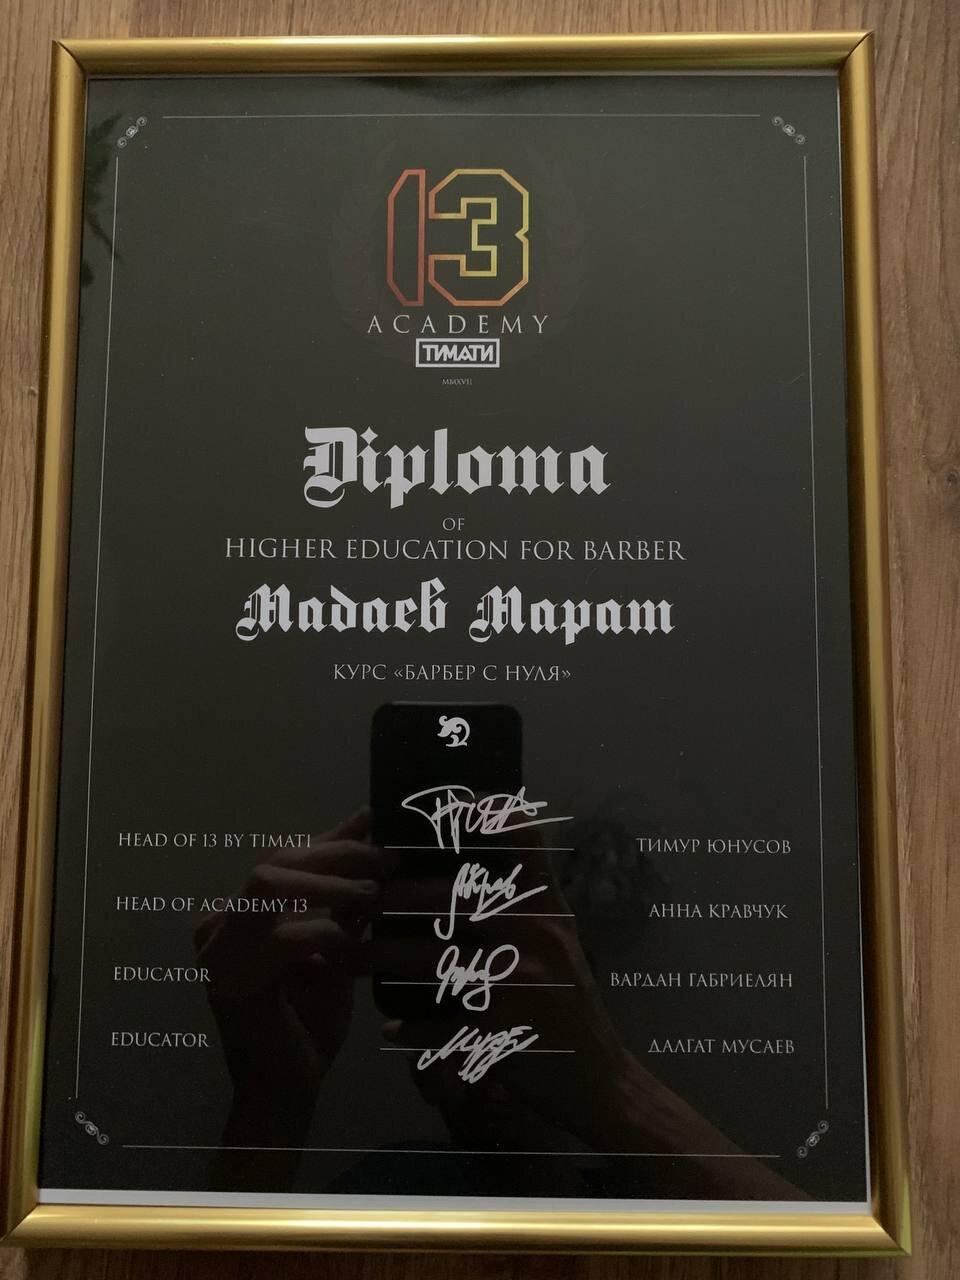 13
ACADEMY
ТИМАТИ
MMXVII
Diploma
OF
HIGHER EDUCATION FOR BARBER
Мадаев Марат
КУРС «БАРБЕР С НУЛЯ»
HEAD OF 13 BY TIMATI ТИМУР ЮНУСОВ
HEAD OF ACADEMY 13 АННА КРАВЧУК
EDUCATOR ВАРДАН ГАБРИЕЛЯН
EDUCATOR ДАЛГАТ МУСАЕВ